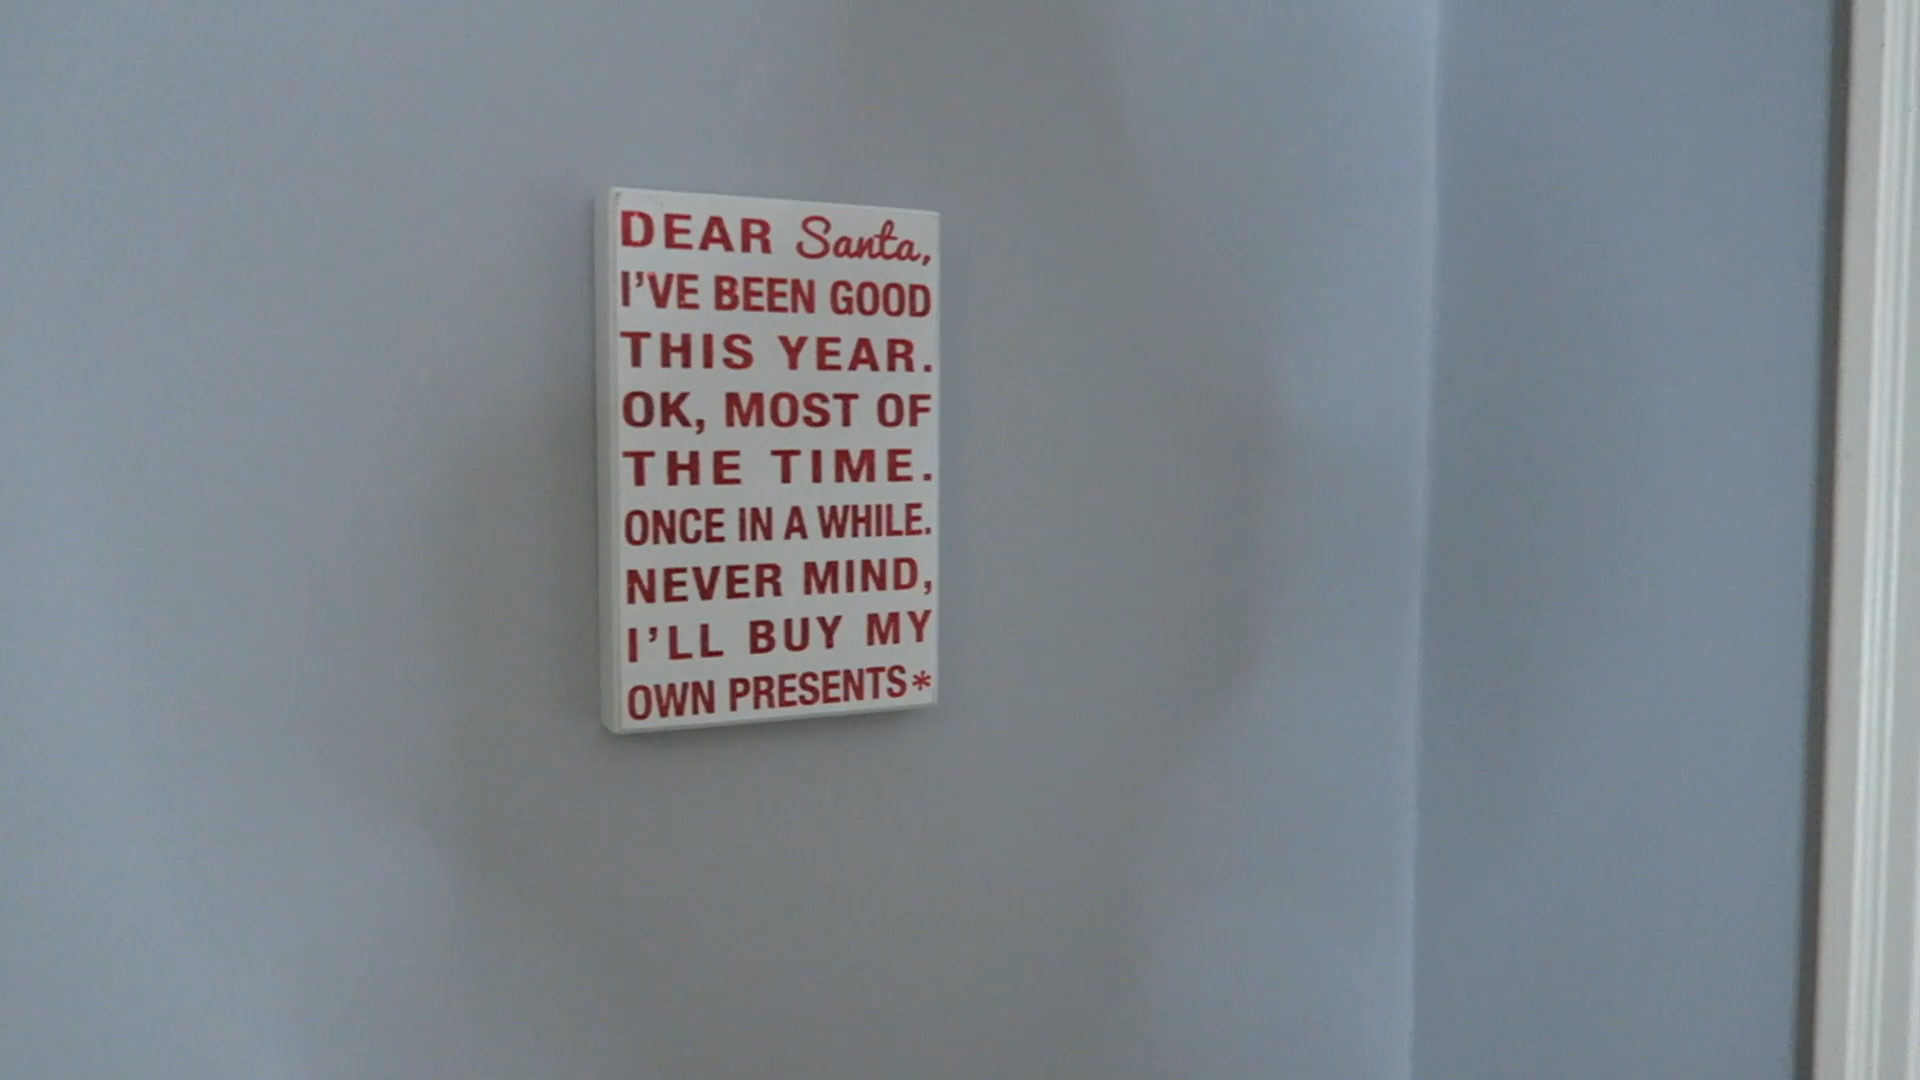 DEAR Santa,
I'VE BEEN GOOD
THIS YEAR.
OK, MOST OF
THE TIME.
ONCE IN A WHILE.
NEVER MIND,
I'LL BUY MY
OWN PRESENTS*